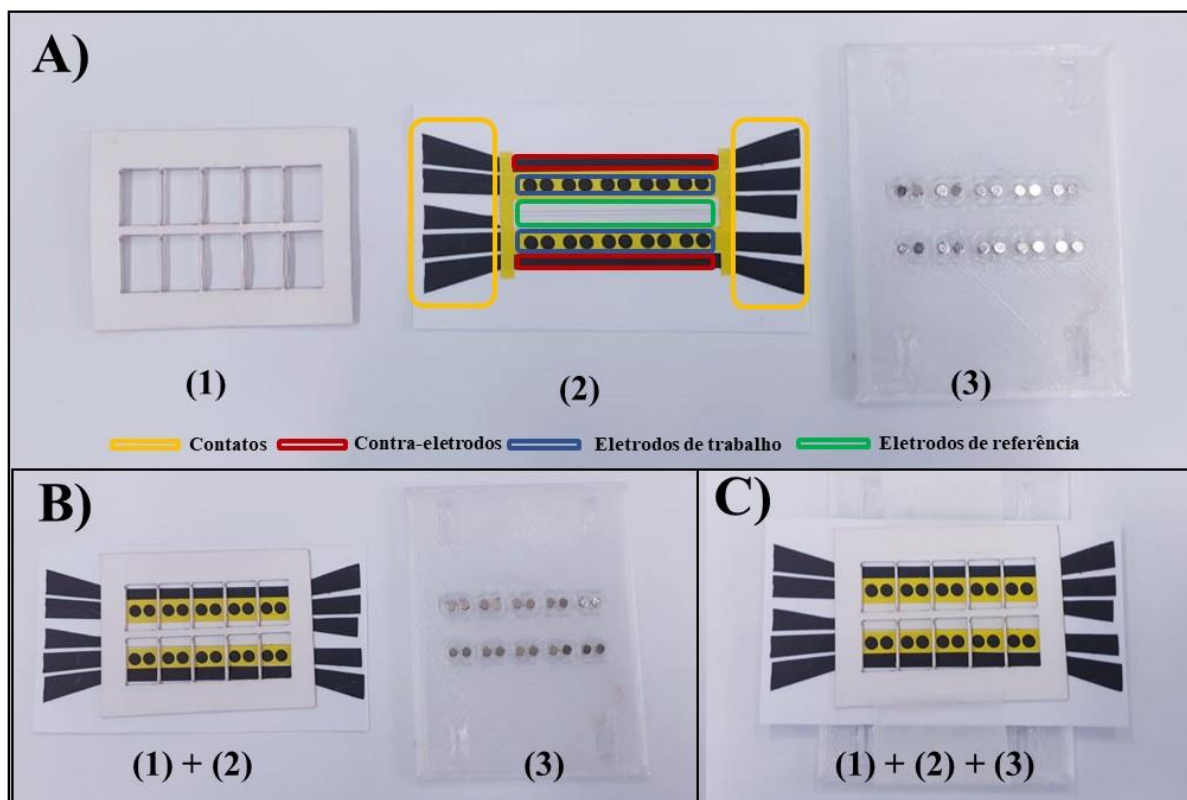 A)
(1)
(2)
(3)
Contatos
Contra-eletrodos
Eletrodos de trabalho
Eletrodos de referência
B)
(1) + (2)
(3)
C)
(1) + (2) + (3)